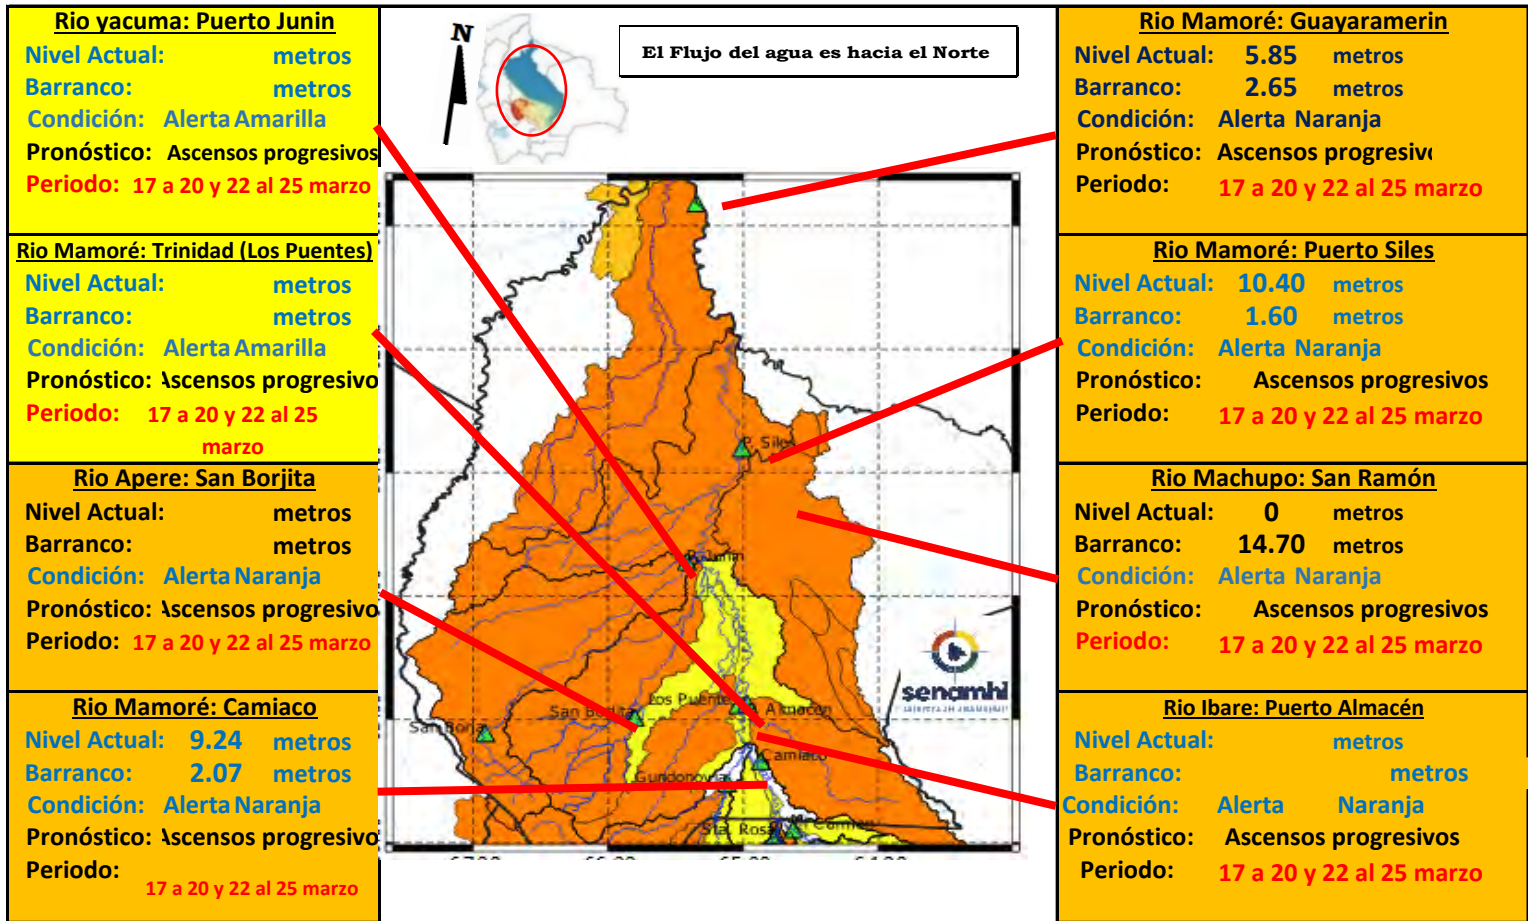 Rio yacuma: Puerto Junin
Nivel Actual: metros
Barranco: metros
Condición: Alerta Amarilla
Pronóstico: Ascensos progresivos
Periodo: 17 a 20 y 22 al 25 marzo
Rio Mamoré: Trinidad (Los Puentes)
Nivel Actual: metros
Barranco: metros
Condición: Alerta Amarilla
Pronóstico: Ascensos progresivo
Periodo: 17 a 20 y 22 al 25
marzo
Rio Apere: San Borjita
Nivel Actual: metros
Barranco: metros
Condición: Alerta Naranja
Pronóstico: Ascensos progresivo
Periodo: 17 a 20 y 22 al 25 marzo
Rio Mamoré: Camiaco
Nivel Actual: 9.24 metros
Barranco: 2.07 metros
Condición: Alerta Naranja
Pronóstico: Ascensos progresivo
Periodo:
17 a 20 y 22 al 25 marzo
N
El Flujo del agua es hacia el Norte
P. Siles
P. Junin
Los Puente
San Borjita
Almacén
San Borja
Camiaco
Gundonovia
Sta. Rosa
Carmen
senamhi
Rio Mamoré: Guayaramerin
Nivel Actual: 5.85 metros
Barranco: 2.65 metros
Condición: Alerta Naranja
Pronóstico: Ascensos progresiv
Periodo: 17 a 20 y 22 al 25 marzo
Rio Mamoré: Puerto Siles
Nivel Actual: 10.40 metros
Barranco: 1.60 metros
Condición: Alerta Naranja
Pronóstico: Ascensos progresivos
Periodo: 17 a 20 y 22 al 25 marzo
Rio Machupo: San Ramón
Nivel Actual: 0 metros
Barranco: 14.70 metros
Condición: Alerta Naranja
Pronóstico: Ascensos progresivos
Periodo: 17 a 20 y 22 al 25 marzo
Rio Ibare: Puerto Almacén
Nivel Actual: metros
Barranco: metros
Condición: Alerta Naranja
Pronóstico: Ascensos progresivos
Periodo: 17 a 20 y 22 al 25 marzo